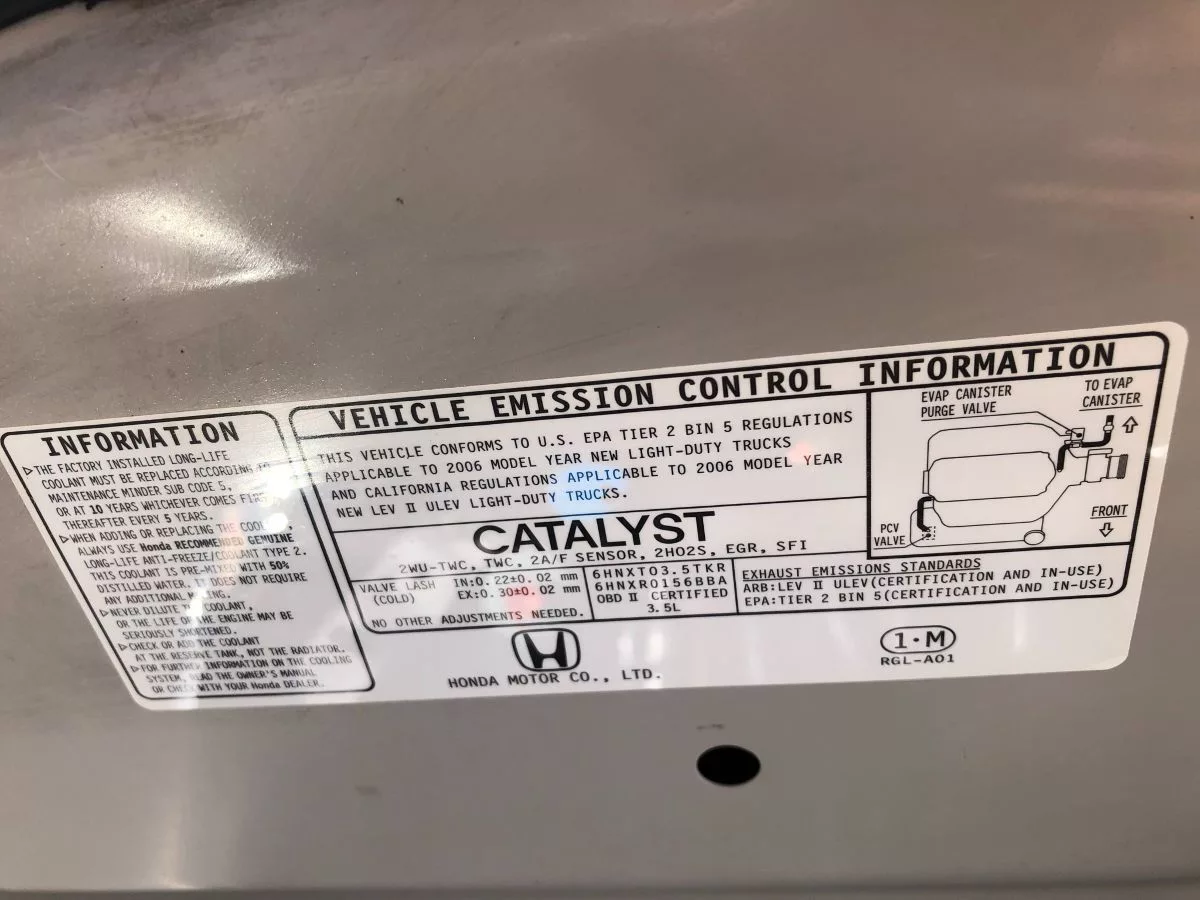 INFORMATION
▷THE FACTORY INSTALLED LONG-LIFE
COOLANT MUST BE REPLACED ACCORDING TO
MAINTENANCE MINDER SUB CODE 5,
OR AT 10 YEARS WHICHEVER COMES FIRST
THEREAFTER EVERY 5 YEARS.
▷WHEN ADDING OR REPLACING THE COOLANT,
ALWAYS USE Honda RECOMMENDED GENUINE
LONG-LIFE ANTI-FREEZE/COOLANT TYPE 2.
THIS COOLANT IS PRE-MIXED WITH 50%
DISTILLED WATER. IT DOES NOT REQUIRE
ANY ADDITIONAL MIXING.
▷NEVER DILUTE COOLANT,
OR THE LIFE OF THE ENGINE MAY BE
SERIOUSLY SHORTENED.
▷CHECK OR ADD THE COOLANT
AT THE RESERVE TANK, NOT THE RADIATOR.
▷FOR FURTHER INFORMATION ON THE COOLING
SYSTEM, READ THE OWNER'S MANUAL
OR CHECK WITH YOUR Honda DEALER.
VEHICLE EMISSION CONTROL INFORMATION
THIS VEHICLE CONFORMS TO U.S. EPA TIER 2 BIN 5 REGULATIONS
APPLICABLE TO 2006 MODEL YEAR NEW LIGHT-DUTY TRUCKS
AND CALIFORNIA REGULATIONS APPLICABLE TO 2006 MODEL YEAR
NEW LEV Ⅱ ULEV LIGHT-DUTY TRUCKS.
CATALYST
2WU-TWC, TWC, 2A/F SENSOR, 2HO2S, EGR, SFI
VALVE LASH IN:0.22±0.02 mm
(COLD) EX:0.30±0.02 mm
NO OTHER ADJUSTMENTS NEEDED.
6HNXT03.5TKR
6HNXR0156BBA
OBD Ⅱ CERTIFIED
3.5L
EVAP CANISTER
PURGE VALVE
TO EVAP
CANISTER
PCV
VALVE
FRONT
EXHAUST EMISSIONS STANDARDS
ARB:LEV Ⅱ ULEV(CERTIFICATION AND IN-USE)
EPA:TIER 2 BIN 5(CERTIFICATION AND IN-USE)
HONDA MOTOR CO., LTD.
1·M
RGL-A01